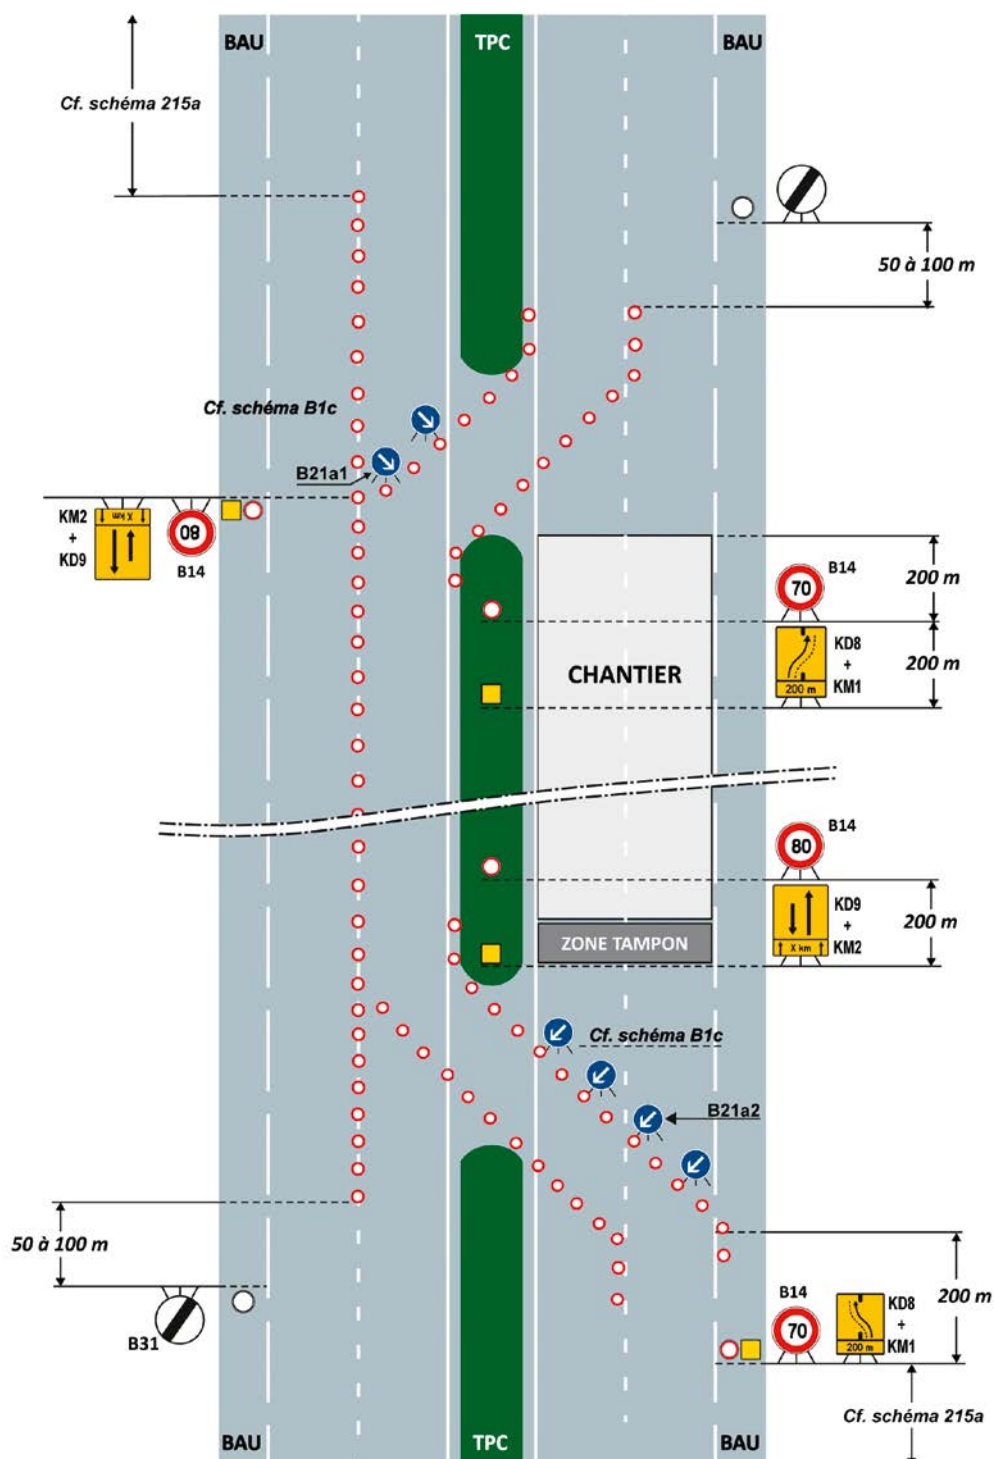 BAU
TPC
BAU
Cf. schéma 215a
50 à 100 m
Cf. schéma B1c
B21a1
KM2
+
KD9
X km
80
B14
CHANTIER
200 m
B14
70
200 m
KD8
+
KM1
200 m
B14
80
KD9
+
KM2
X km
200 m
ZONE TAMPON
Cf. schéma B1c
B21a2
50 à 100 m
B31
B14
70
KD8
+
KM1
200 m
200 m
Cf. schéma 215a
BAU
TPC
BAU